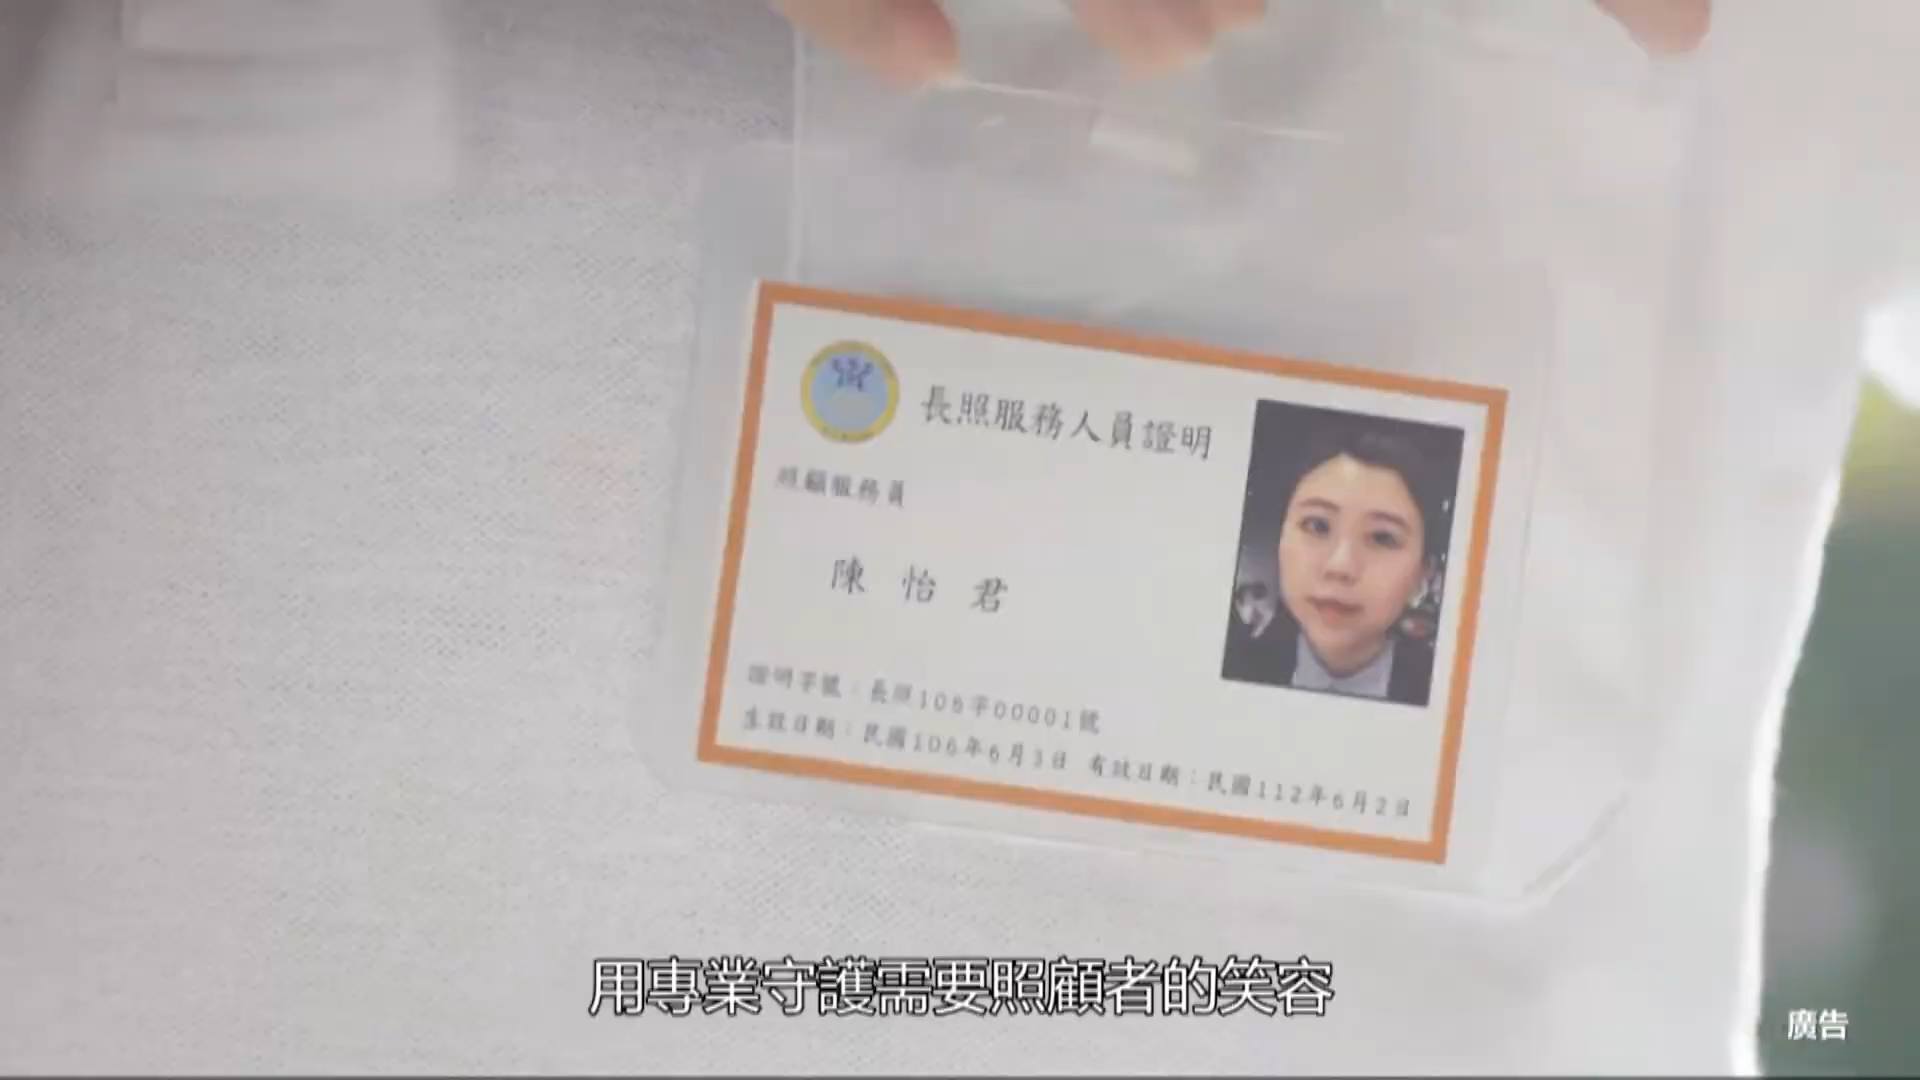 長照服務人員證明
照顧服務員
陳怡君
證明字號：長照106字00001號
生效日期：民國106年6月3日 有效日期：民國112年6月2日
用專業守護需要照顧者的笑容
廣告